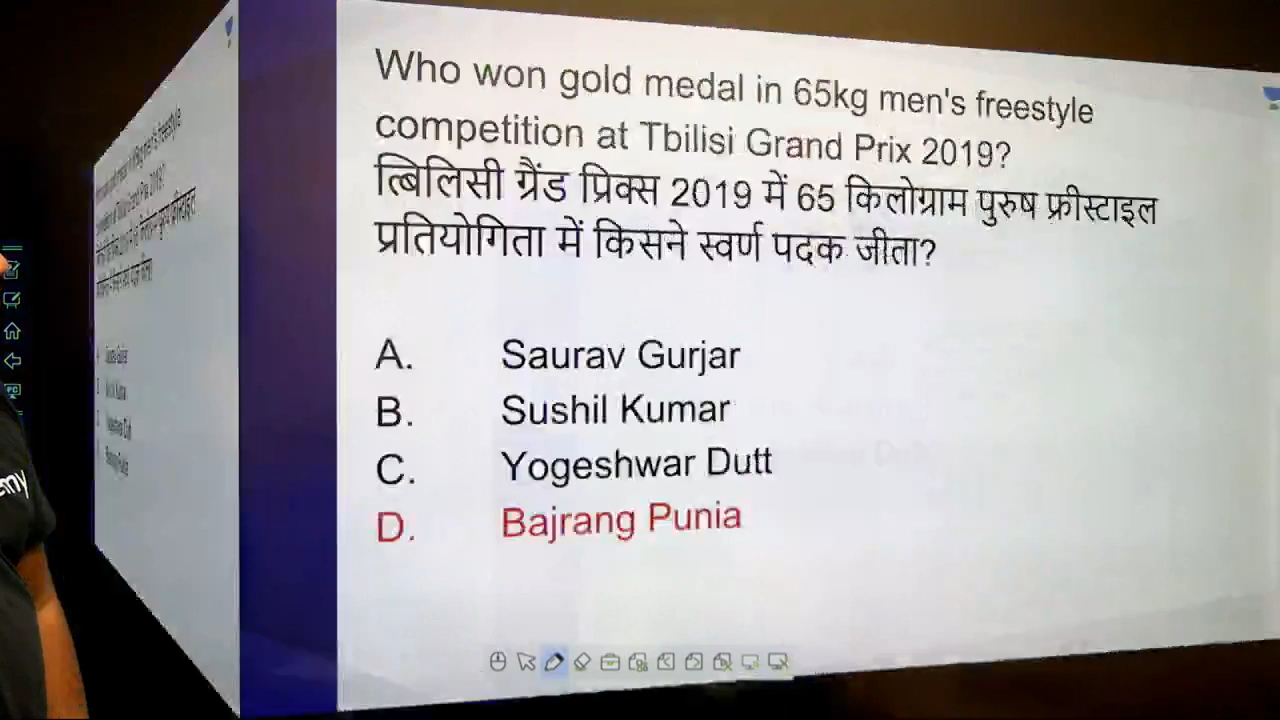 Who won gold medal in 65kg men's freestyle
competition at Tbilisi Grand Prix 2019?
त्बिलिसी ग्रैंड प्रिक्स 2019 में 65 किलोग्राम पुरुष फ्रीस्टाइल
प्रतियोगिता में किसने स्वर्ण पदक जीता?
A. Saurav Gurjar
B. Sushil Kumar
C. Yogeshwar Dutt
D. Bajrang Punia